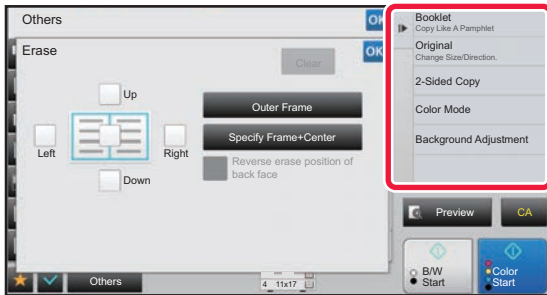 Others
OK
Erase
OK
Clear
Up
Left
Right
Down
Outer Frame
Specify Frame+Center
Reverse erase position of
back face
Others
4 11x17
Booklet
Copy Like A Pamphlet
Original
Change Size/Direction.
2-Sided Copy
Color Mode
Background Adjustment
Preview
CA
B/W
Start
Color
Start